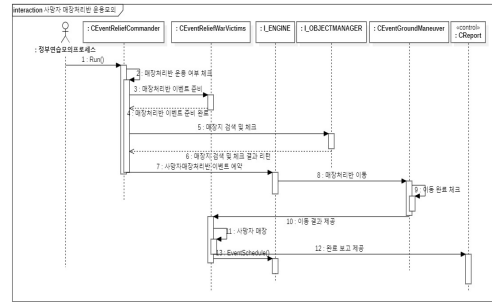 interaction 사망자 매장처리반 운용모의
: CEventReliefCommander
: CEventReliefWarVictims
: I_ENGINE
: I_OBJECTMANAGER
: CEventGroundManeuver
«control»
: CReport
: 정부연습모의프로세스
1 : Run()
2 : 매장처리반 운용 여부 체크
3 : 매장처리반 이벤트 준비
4 : 매장처리반 이벤트 준비 완료
5 : 매장지 검색 및 체크
6 : 매장지 검색 및 체크 결과 리턴
7 : 사망자매장처리반 이벤트 예약
8 : 매장처리반 이동
9 : 이동 완료 체크
10 : 이동 결과 제공
11 : 사망자 매장
12 : 완료 보고 제공
13 : EventSchedule()